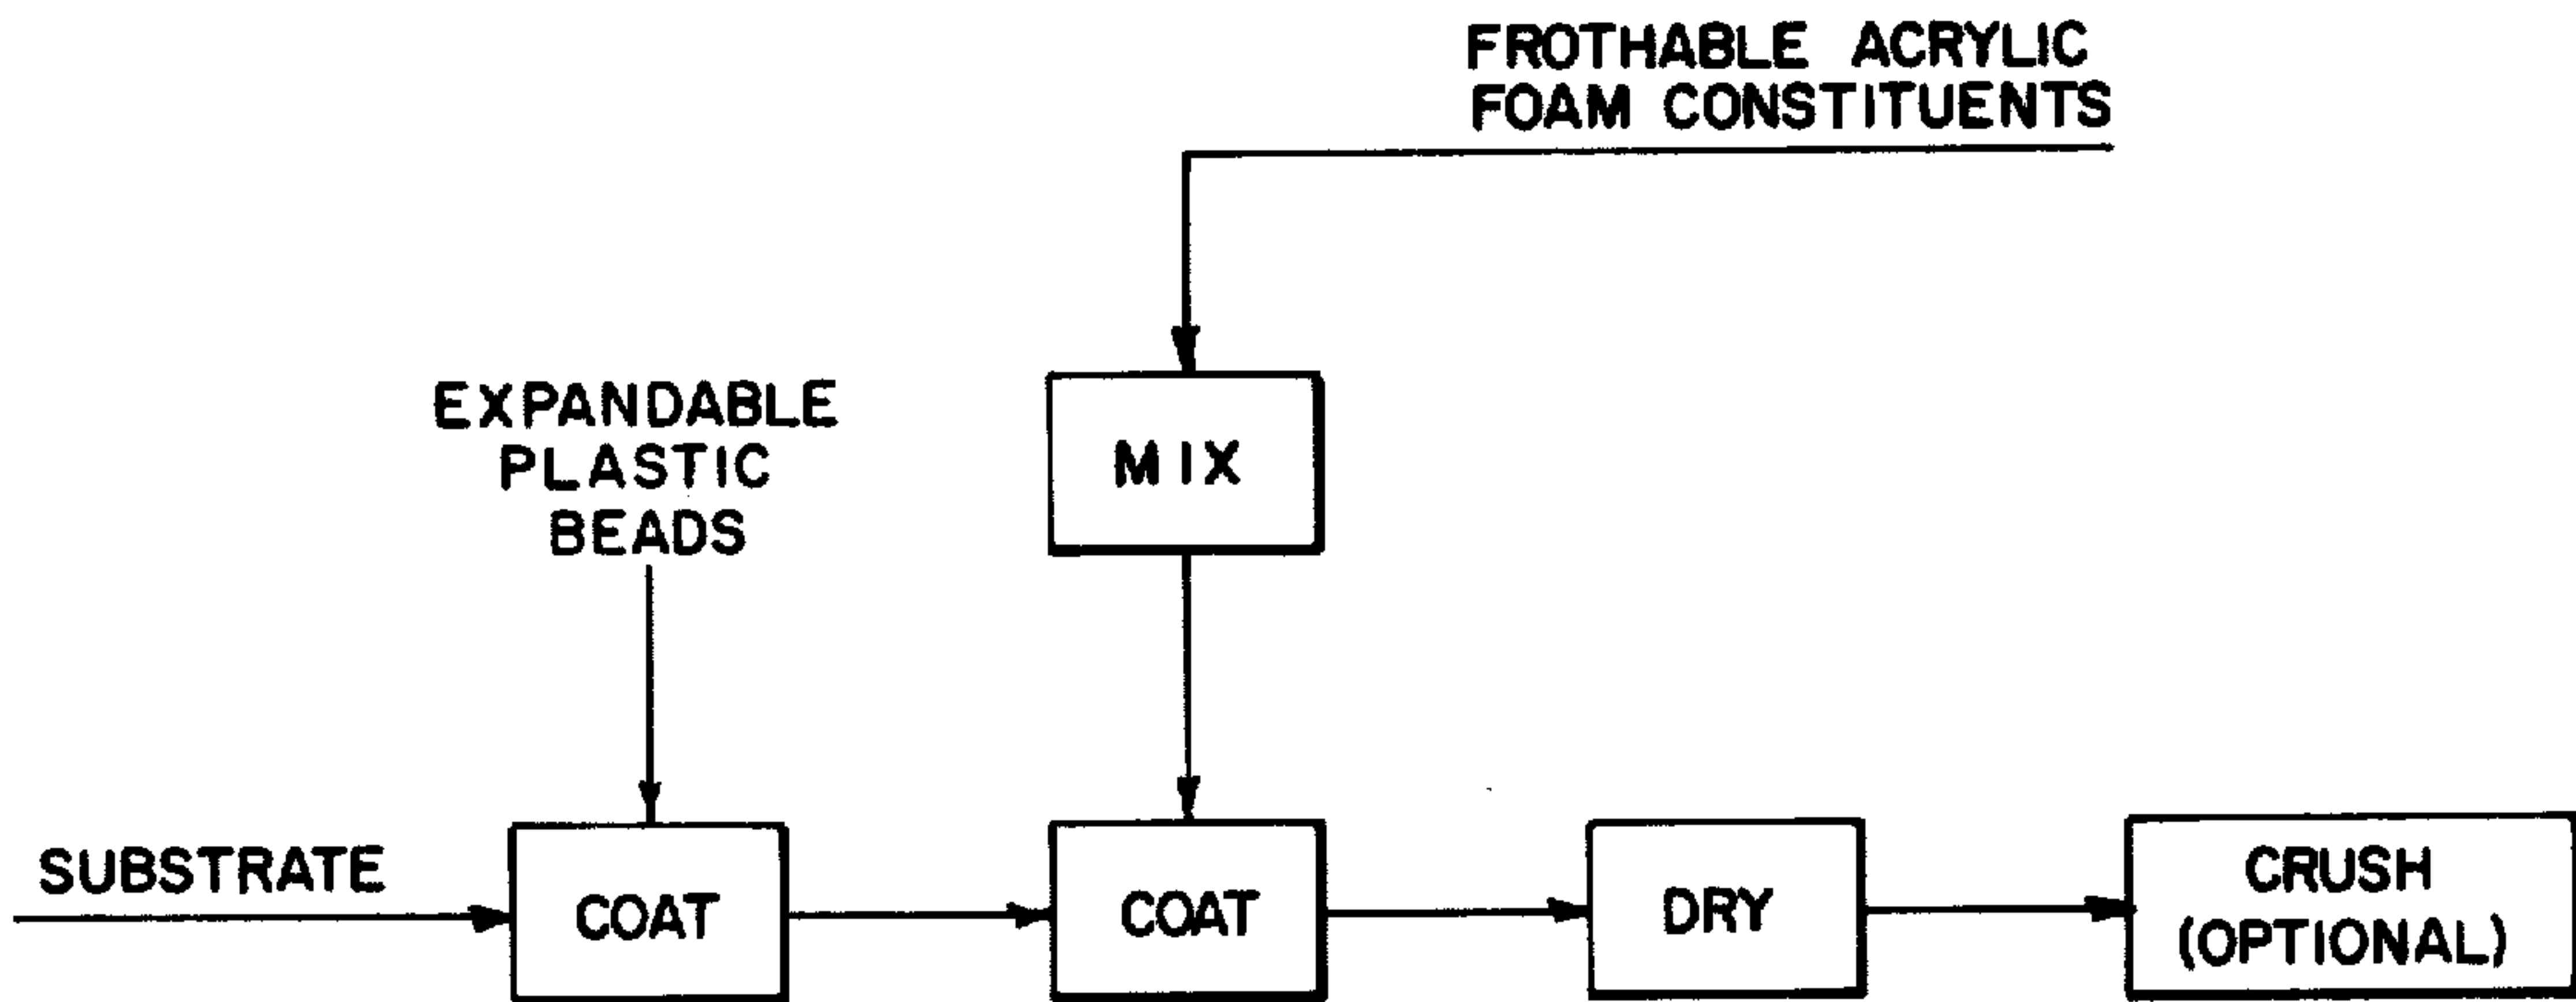 FROTHABLE ACRYLIC
FOAM CONSTITUENTS
EXPANDABLE
PLASTIC
BEADS
MIX
SUBSTRATE
COAT
COAT
DRY
CRUSH
(OPTIONAL)